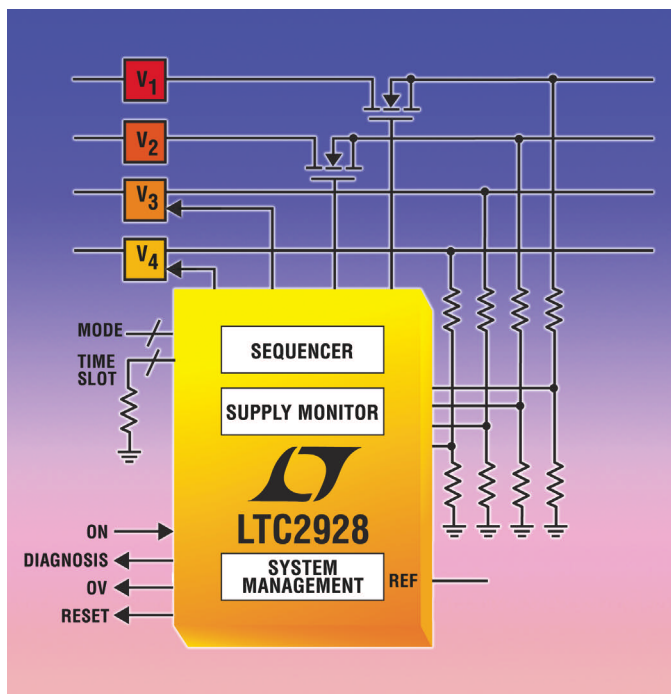 V1
V2
V3
V4
MODE
TIME
SLOT
SEQUENCER
SUPPLY MONITOR
LTC2928
ON
DIAGNOSIS
OV
RESET
SYSTEM
MANAGEMENT
REF